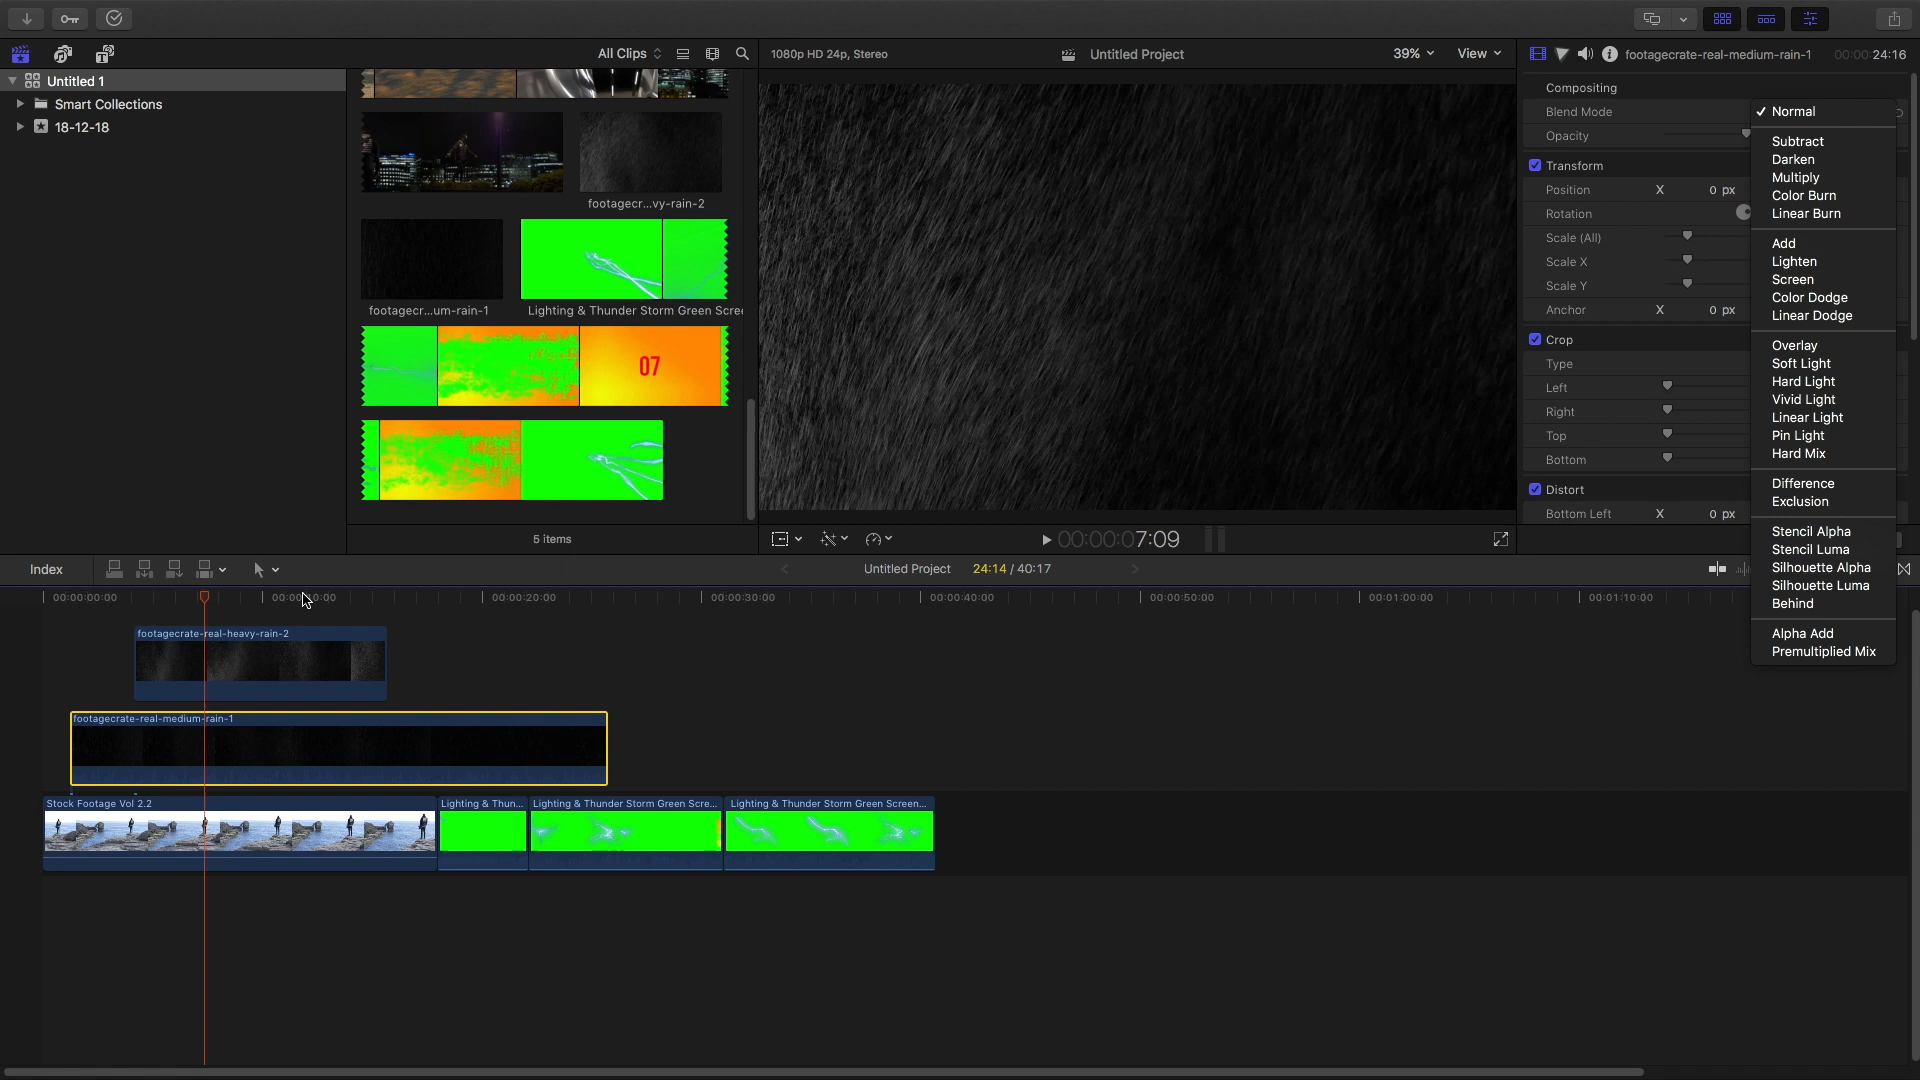 All Clips
1080p HD 24p, Stereo
Untitled Project
39%
View
footagecrate-real-medium-rain-1
00:00:24:16
Untitled 1
Smart Collections
18-12-18
footagecr...vy-rain-2
footagecr...um-rain-1
Lighting & Thunder Storm Green Scre
07
5 items
00:00:07:09
Compositing
Blend Mode
Opacity
Transform
Position X 0 px
Rotation
Scale (All)
Scale X
Scale Y
Anchor X 0 px
Crop
Type
Left
Right
Top
Bottom
Distort
Bottom Left X 0 px
✓ Normal
Subtract
Darken
Multiply
Color Burn
Linear Burn
Add
Lighten
Screen
Color Dodge
Linear Dodge
Overlay
Soft Light
Hard Light
Vivid Light
Linear Light
Pin Light
Hard Mix
Difference
Exclusion
Stencil Alpha
Stencil Luma
Silhouette Alpha
Silhouette Luma
Behind
Alpha Add
Premultiplied Mix
Index
Untitled Project 24:14 / 40:17
00:00:00:00 00:00:20:00 00:00:30:00 00:00:40:00 00:00:50:00 00:01:00:00 00:01:10:00
footagecrate-real-heavy-rain-2
footagecrate-real-medium-rain-1
Stock Footage Vol 2.2
Lighting & Thun...
Lighting & Thunder Storm Green Scre...
Lighting & Thunder Storm Green Screen...